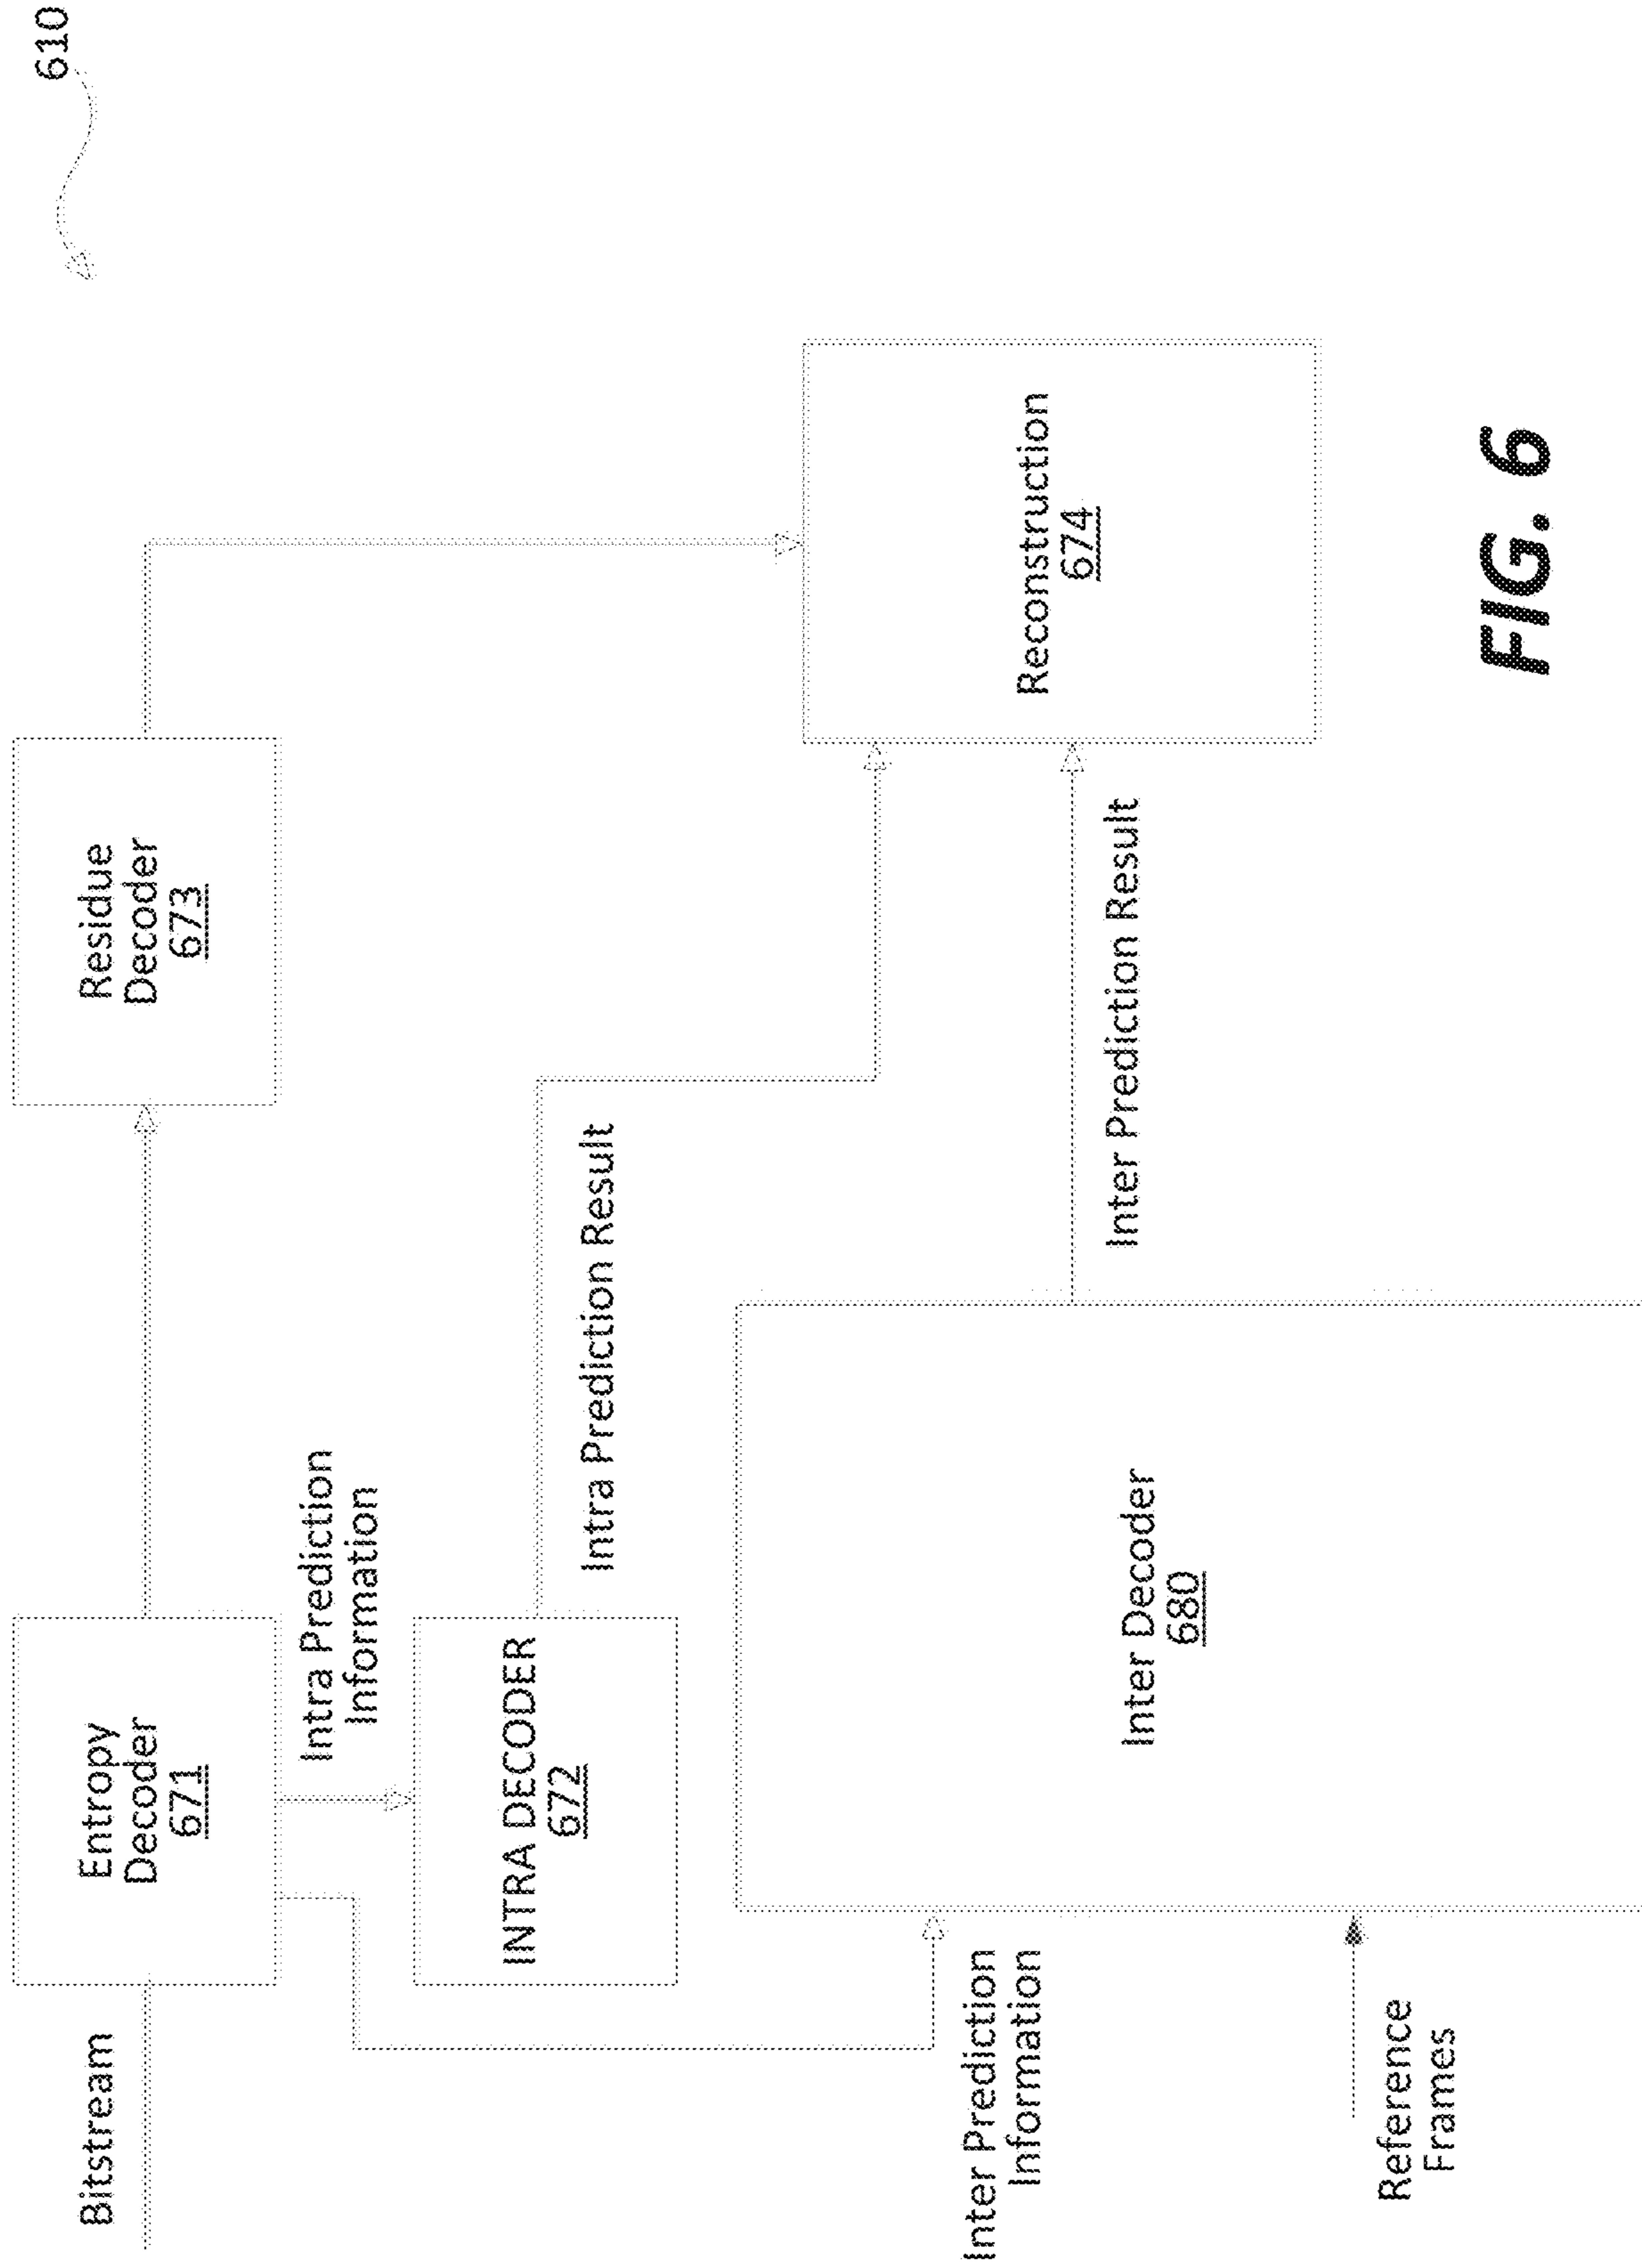 610
Bitstream
Entropy
Decoder
671
Residue
Decoder
673
Intra Prediction
Information
INTRA DECODER
672
Intra Prediction Result
Inter Prediction
Information
Inter Decoder
680
Inter Prediction Result
Reconstruction
674
Reference
Frames
FIG. 6